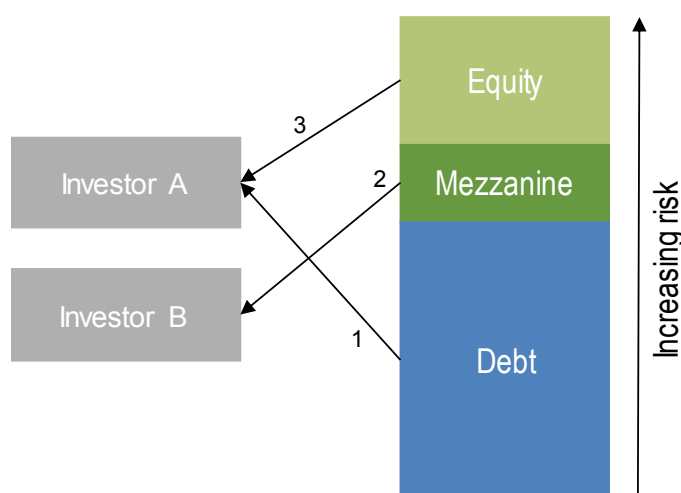 Equity
3
Investor A
2
Mezzanine
Increasing risk
Investor B
1
Debt